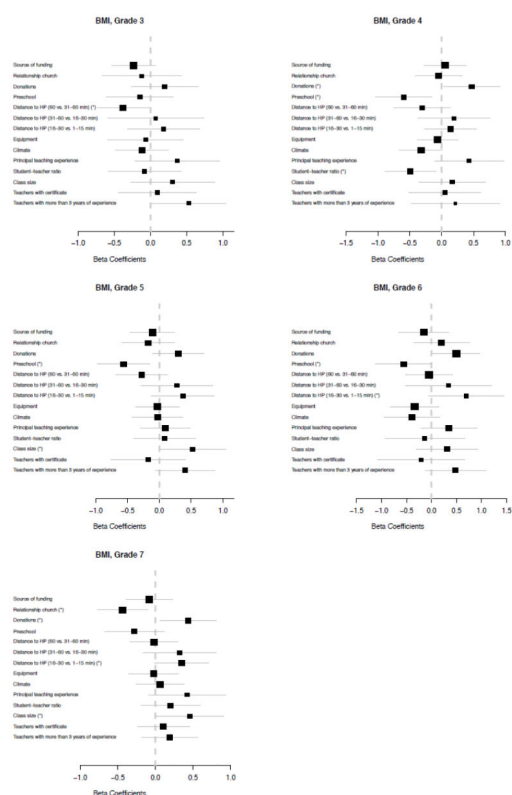 BMI, Grade 3
Source of funding
Relationship church
Donations
Preschool
Distance to HP (60 vs. 31–60 min) (*)
Distance to HP (31–60 vs. 16–30 min)
Distance to HP (16–30 vs. 1–15 min)
Equipment
Climate
Principal teaching experience
Student–teacher ratio
Class size
Teachers with certificate
Teachers with more than 3 years of experience
−1.0 −0.5 0.0 0.5 1.0
Beta Coefficients
BMI, Grade 4
Source of funding
Relationship church
Donations (*)
Preschool (*)
Distance to HP (60 vs. 31–60 min)
Distance to HP (31–60 vs. 16–30 min)
Distance to HP (16–30 vs. 1–15 min)
Equipment
Climate
Principal teaching experience
Student–teacher ratio (*)
Class size
Teachers with certificate
Teachers with more than 3 years of experience
−1.5 −1.0 −0.5 0.0 0.5 1.0
Beta Coefficients
BMI, Grade 5
Source of funding
Relationship church
Donations
Preschool (*)
Distance to HP (60 vs. 31–60 min)
Distance to HP (31–60 vs. 16–30 min)
Distance to HP (16–30 vs. 1–15 min)
Equipment
Climate
Principal teaching experience
Student–teacher ratio
Class size (*)
Teachers with certificate
Teachers with more than 3 years of experience
−1.0 −0.5 0.0 0.5 1.0
Beta Coefficients
BMI, Grade 6
Source of funding
Relationship church
Donations
Preschool (*)
Distance to HP (60 vs. 31–60 min)
Distance to HP (31–60 vs. 16–30 min)
Distance to HP (16–30 vs. 1–15 min) (*)
Equipment
Climate
Principal teaching experience
Student–teacher ratio
Class size
Teachers with certificate
Teachers with more than 3 years of experience
−1.5 −1.0 −0.5 0.0 0.5 1.0 1.5
Beta Coefficients
BMI, Grade 7
Source of funding
Relationship church (*)
Donations (*)
Preschool
Distance to HP (60 vs. 31–60 min)
Distance to HP (31–60 vs. 16–30 min)
Distance to HP (16–30 vs. 1–15 min) (*)
Equipment
Climate
Principal teaching experience
Student–teacher ratio
Class size (*)
Teachers with certificate
Teachers with more than 3 years of experience
−1.0 −0.5 0.0 0.5 1.0
Beta Coefficients